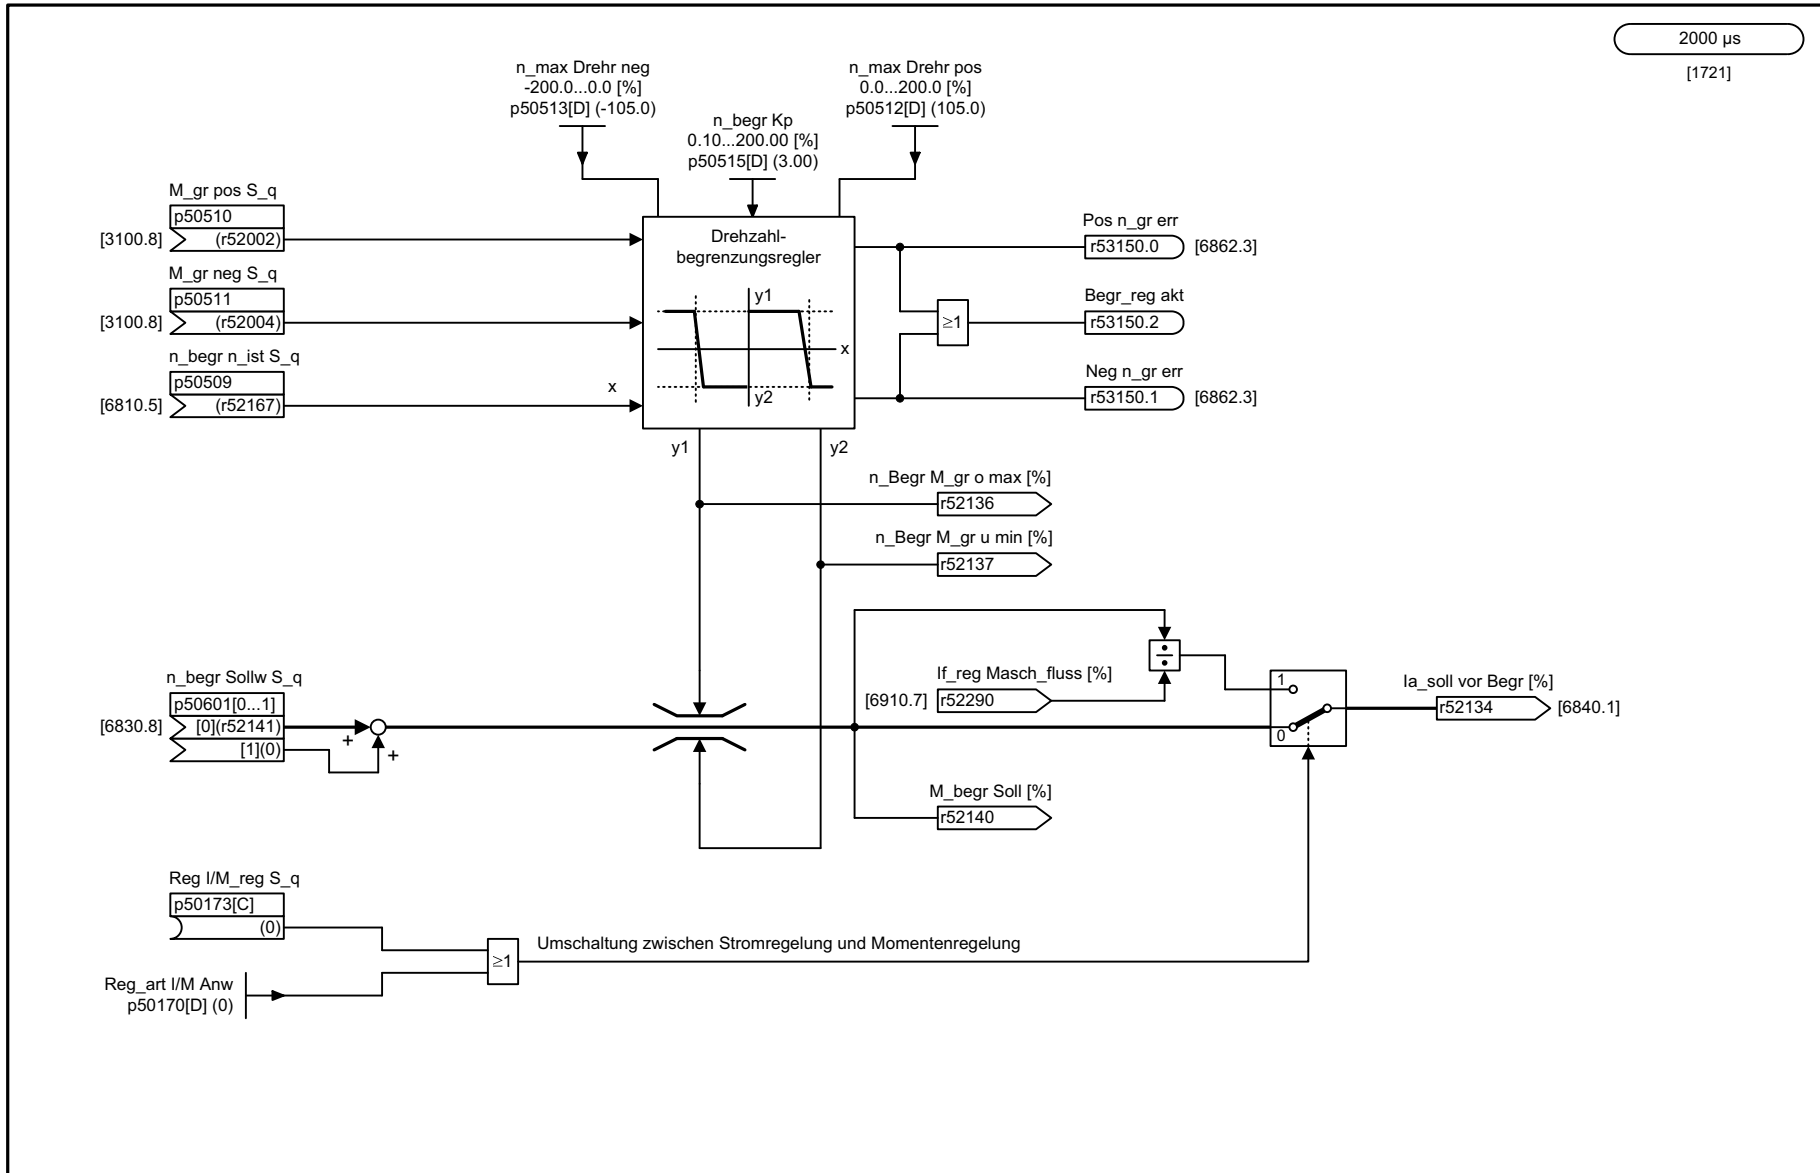 2000 µs
[1721]
n_max Drehr neg
-200.0...0.0 [%]
p50513[D] (-105.0)
n_begr Kp
0.10...200.00 [%]
p50515[D] (3.00)
n_max Drehr pos
0.0...200.0 [%]
p50512[D] (105.0)
M_gr pos S_q
p50510
[3100.8] (r52002)
M_gr neg S_q
p50511
[3100.8] (r52004)
n_begr n_ist S_q
p50509
[6810.5] (r52167)
x
Drehzahl-
begrenzungsregler
y1
x
y2
Pos n_gr err
r53150.0 [6862.3]
≥1
Begr_reg akt
r53150.2
Neg n_gr err
r53150.1 [6862.3]
y1
y2
n_Begr M_gr o max [%]
r52136
n_Begr M_gr u min [%]
r52137
n_begr Sollw S_q
p50601[0...1]
[6830.8] [0](r52141)
[1](0)
+
+
If_reg Masch_fluss [%]
[6910.7] r52290
÷
1
0
Ia_soll vor Begr [%]
r52134 [6840.1]
M_begr Soll [%]
r52140
Reg I/M_reg S_q
p50173[C]
(0)
Reg_art I/M Anw
p50170[D] (0)
≥1
Umschaltung zwischen Stromregelung und Momentenregelung